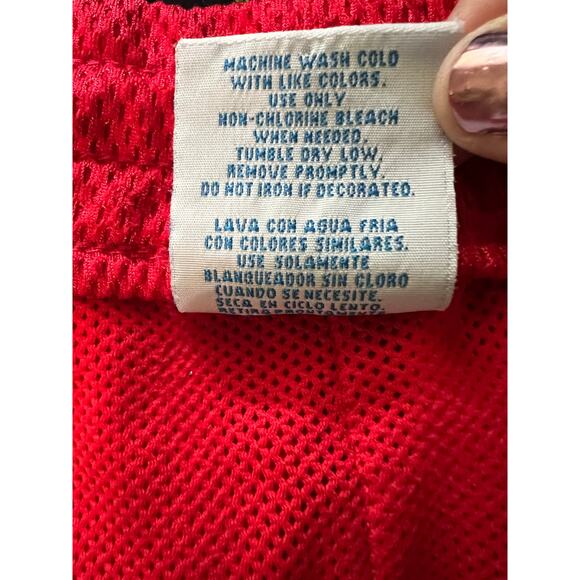 MACHINE WASH COLD
WITH LIKE COLORS.
USE ONLY
NON-CHLORINE BLEACH
WHEN NEEDED.
TUMBLE DRY LOW.
REMOVE PROMPTLY.
DO NOT IRON IF DECORATED.
LAVA CON AGUA FRIA
CON COLORES SIMILARES.
USE SOLAMENTE
BLANQUEADOR SIN CLORO
CUANDO SE NECESITE.
SECA EN CICLO LENTO.
RETIRA